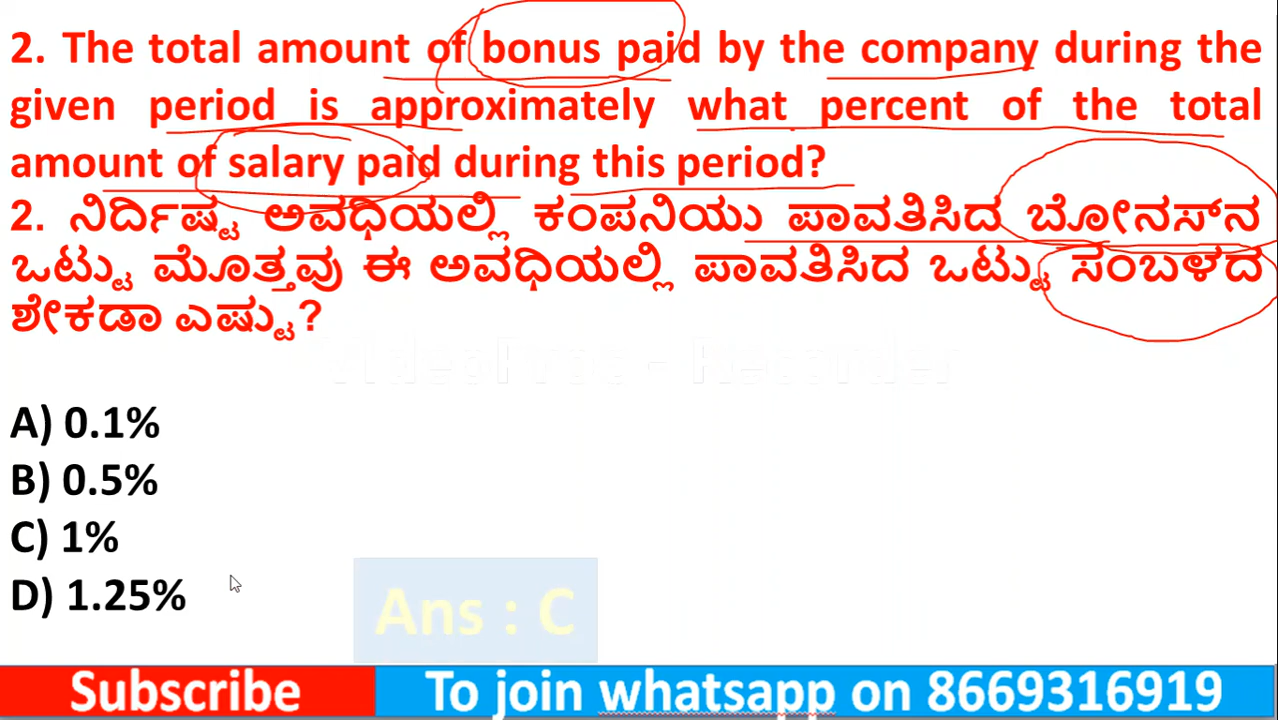 2. The total amount of bonus paid by the company during the
given period is approximately what percent of the total
amount of salary paid during this period?
2. ನಿರ್ದಿಷ್ಟ ಅವಧಿಯಲ್ಲಿ ಕಂಪನಿಯು ಪಾವತಿಸಿದ ಬೋನಸ್‌ನ
ಒಟ್ಟು ಮೊತ್ತವು ಈ ಅವಧಿಯಲ್ಲಿ ಪಾವತಿಸಿದ ಒಟ್ಟು ಸಂಬಳದ
ಶೇಕಡಾ ಎಷ್ಟು?
VideoProc - Recorder
A) 0.1%
B) 0.5%
C) 1%
D) 1.25%
Ans : C
Subscribe
To join whatsapp on 8669316919